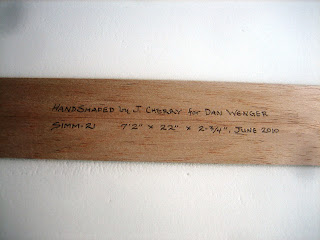 HANDSHAPED by J. CHERRY for DAN WENGER
SIMM-21 7'2" x 22" x 2-3/4", JUNE 2010